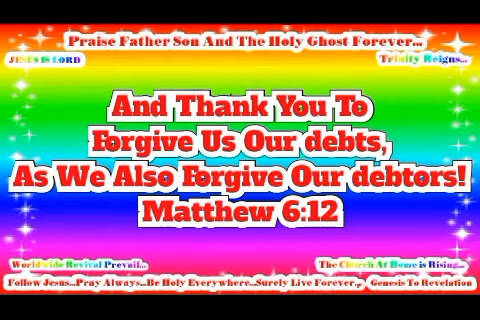 Praise Father Son And The Holy Ghost Forever...
JESUS IS LORD
Trinity Reigns...
And Thank You To
Forgive Us Our debts,
As We Also Forgive Our debtors!
Matthew 6:12
Worldwide Revival Prevail...
The Church At Home is Rising...
Follow Jesus...Pray Always...Be Holy Everywhere...Surely Live Forever...
Genesis To Revelation